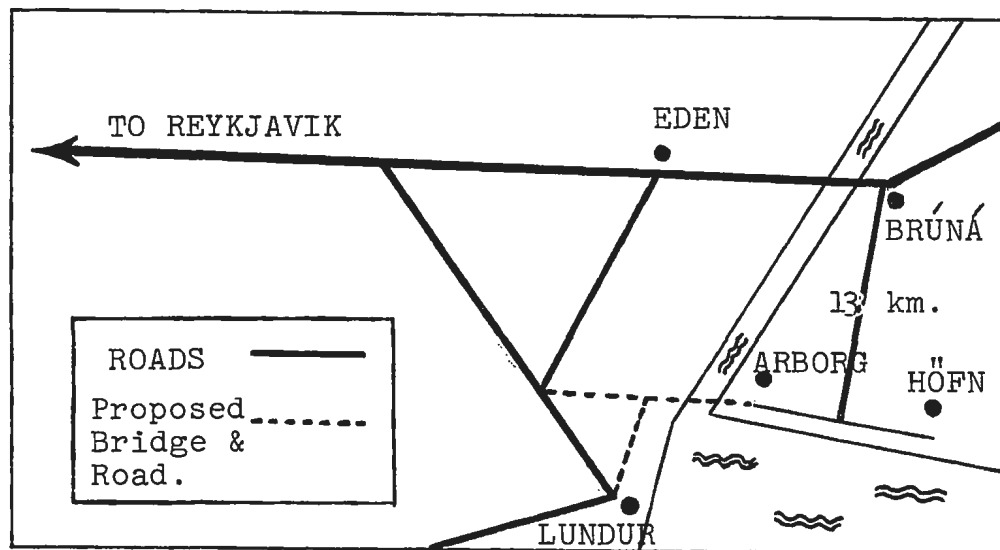 TO REYKJAVIK
EDEN
BRÚNÁ
13 km.
ARBORG
HÖFN
ROADS
Proposed
Bridge &
Road.
LUNDUR